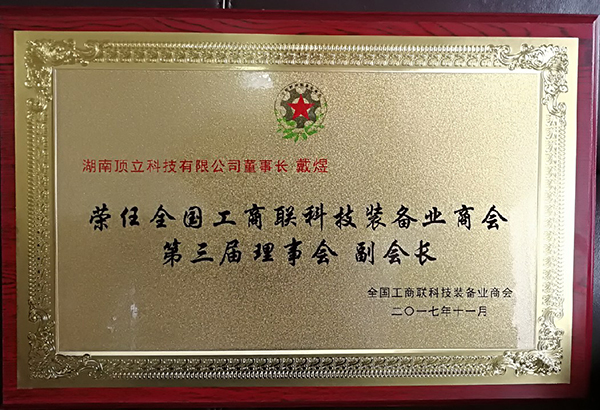 湖南顶立科技有限公司董事长 戴煜
荣任全国工商联科技装备业商会
第三届理事会 副会长
全国工商联科技装备业商会
二〇一七年十一月